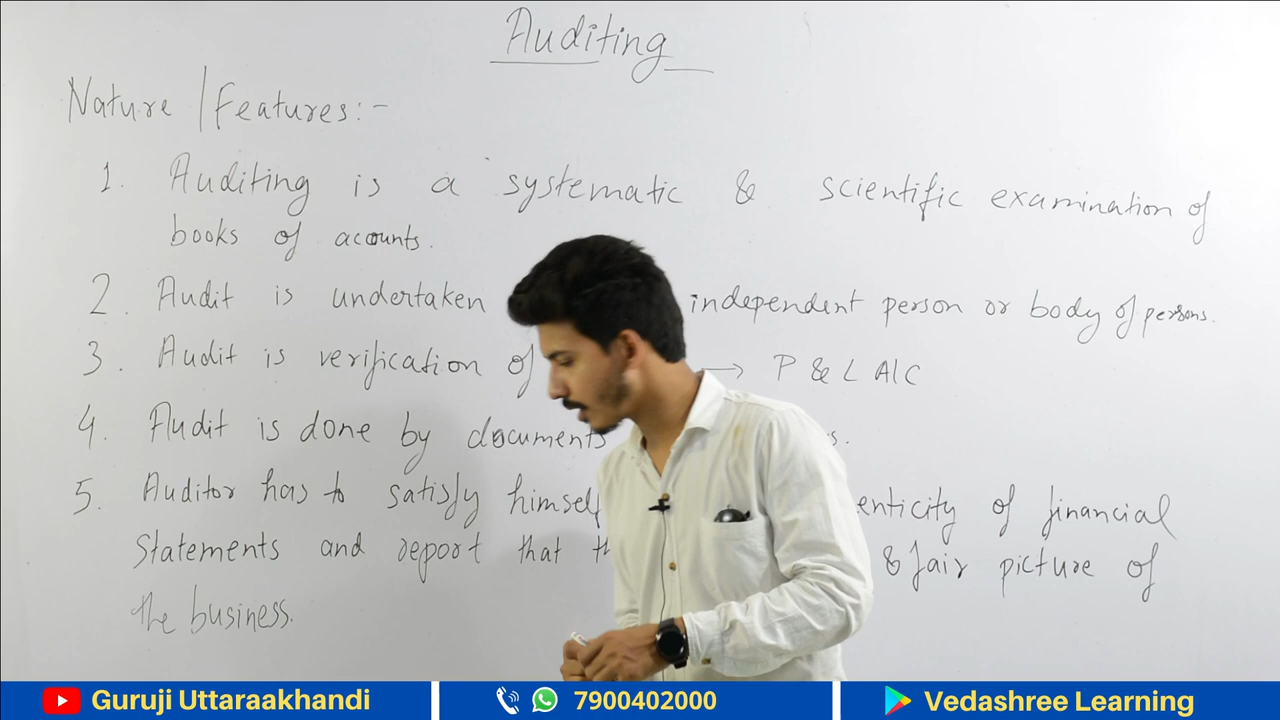 Auditing
Nature / Features:-
1. Auditing is a systematic & scientific examination of
books of acounts.
2. Audit is undertaken independent person or body of persons.
3. Audit is verification of → P & L A/C
4. Audit is done by documents s.
5. Auditor has to satisfy himself enticity of financial
Statements and report that th & fair picture of
the business.
Guruji Uttaraakhandi 7900402000 Vedashree Learning